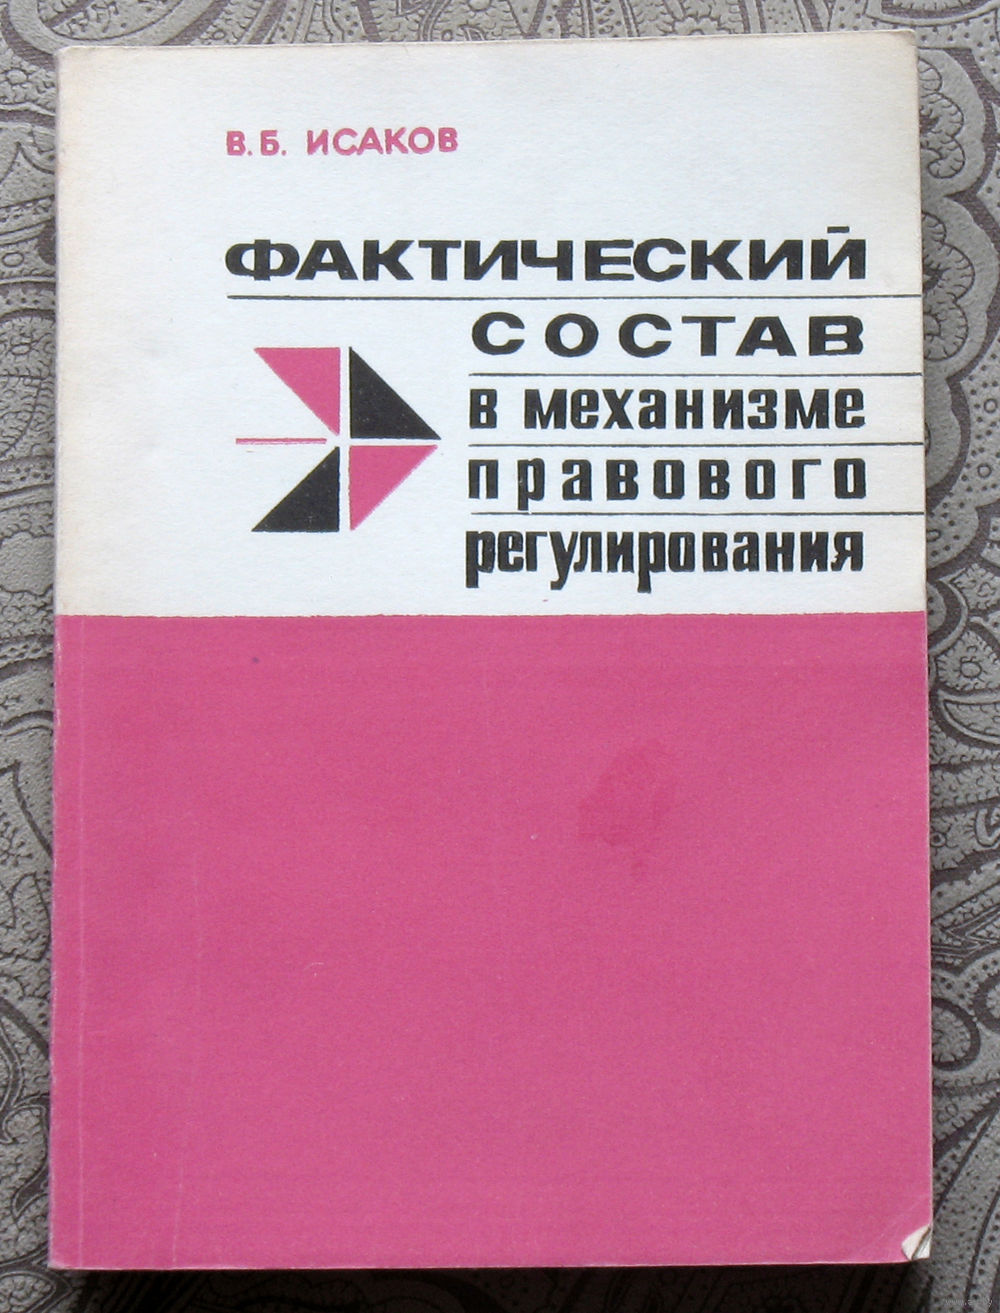 В.Б. ИСАКОВ
ФАКТИЧЕСКИЙ
СОСТАВ
в механизме
правового
регулирования